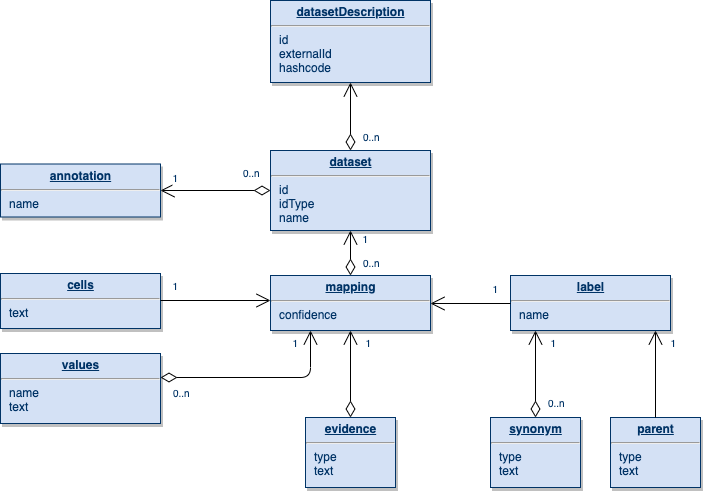 datasetDescription
id
externalId
hashcode
0..n
annotation
name
1
0..n
dataset
id
idType
name
1
0..n
cells
text
1
mapping
confidence
1
label
name
values
name
text
0..n
1
1
evidence
type
text
1
0..n
synonym
type
text
1
parent
type
text